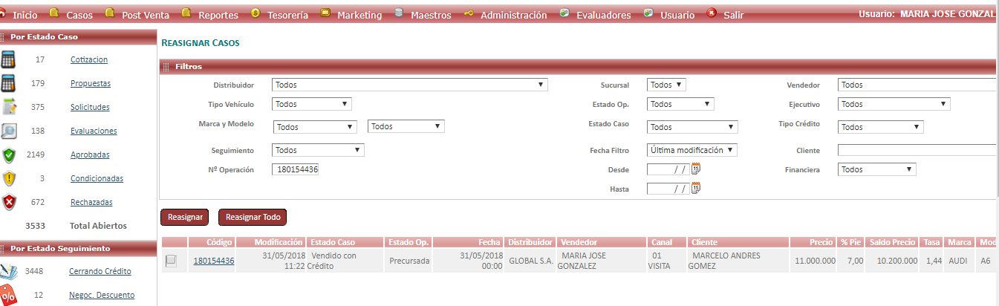 Inicio Casos Post Venta Reportes Tesorería Marketing Maestros Administración Evaluadores Usuario Salir Usuario: MARIA JOSE GONZAL
Por Estado Caso
17 Cotizacion
179 Propuestas
375 Solicitudes
138 Evaluaciones
2149 Aprobadas
3 Condicionadas
672 Rechazadas
3533 Total Abiertos
Por Estado Seguimiento
3448 Cerrando Crédito
12 Negoc. Descuento
REASIGNAR CASOS
Filtros
Distribuidor Todos Sucursal Todos Vendedor Todos
Tipo Vehículo Todos Estado Op. Todos Ejecutivo Todos
Marca y Modelo Todos Todos Estado Caso Todos Tipo Crédito Todos
Seguimiento Todos Fecha Filtro Última modificación Cliente
Nº Operación 180154436 Desde / / Financiera Todos
Hasta / /
Reasignar Reasignar Todo
Código Modificación Estado Caso Estado Op. Fecha Distribuidor Vendedor Canal Cliente Precio % Pie Saldo Precio Tasa Marca Mod
180154436 31/05/2018 11:22 Vendido con Crédito Precursada 31/05/2018 00:00 GLOBAL S.A. MARIA JOSE GONZALEZ 01 VISITA MARCELO ANDRES GOMEZ 11.000.000 7,00 10.200.000 1,44 AUDI A6